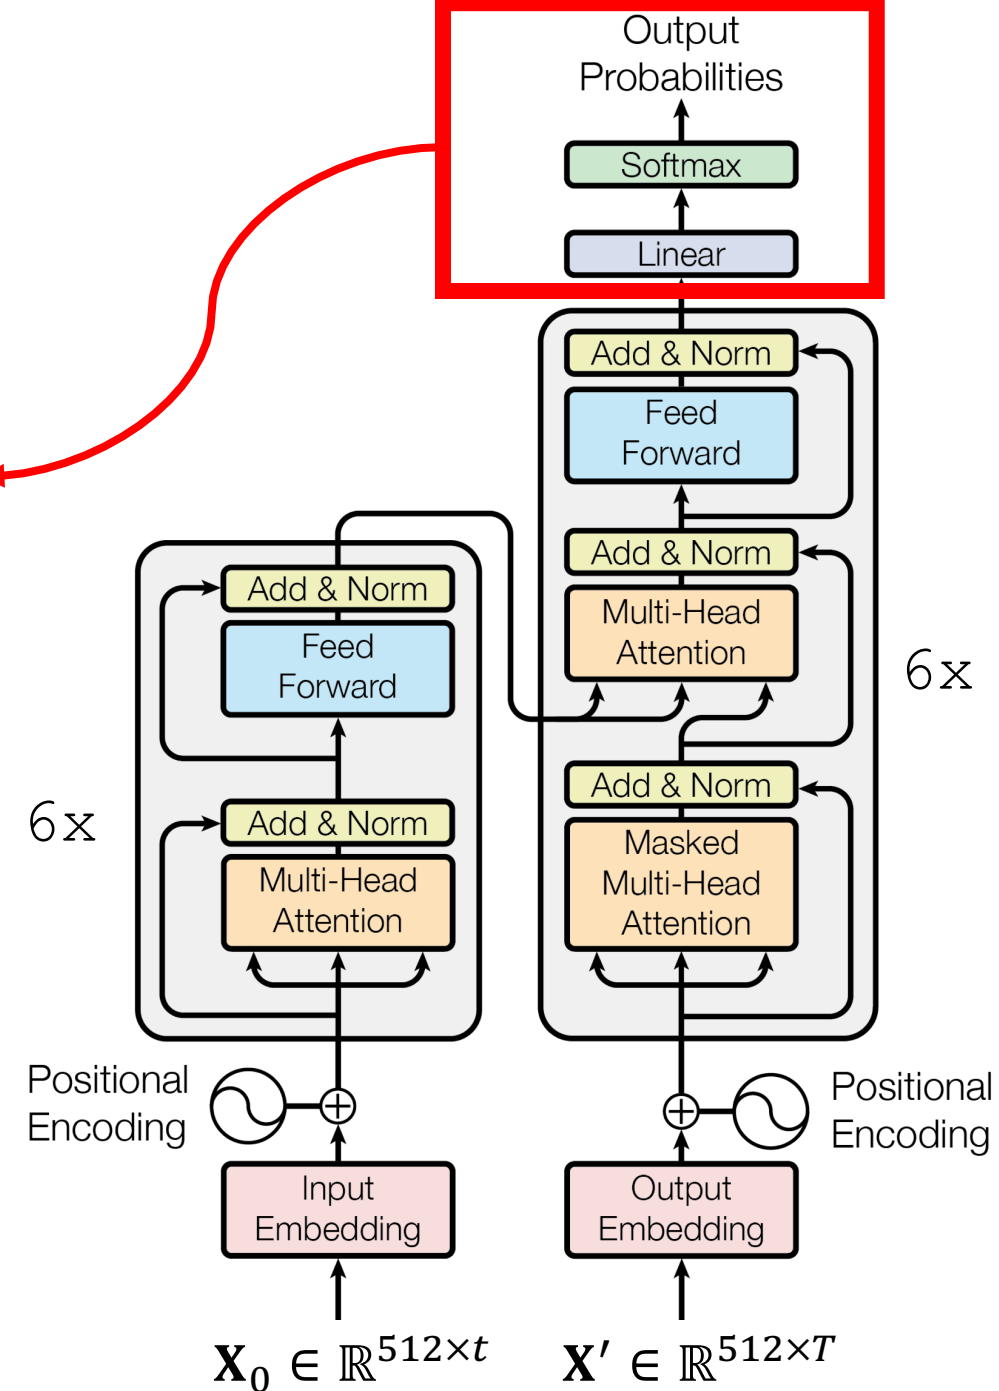 Output
Probabilities
Softmax
Linear
Add & Norm
Feed
Forward
Add & Norm
Multi-Head
Attention
6x
Add & Norm
Masked
Multi-Head
Attention
Add & Norm
Feed
Forward
6x
Add & Norm
Multi-Head
Attention
Positional
Encoding
Positional
Encoding
Input
Embedding
Output
Embedding
𝐗₀ ∈ ℝ^{512×t}
𝐗′ ∈ ℝ^{512×T}